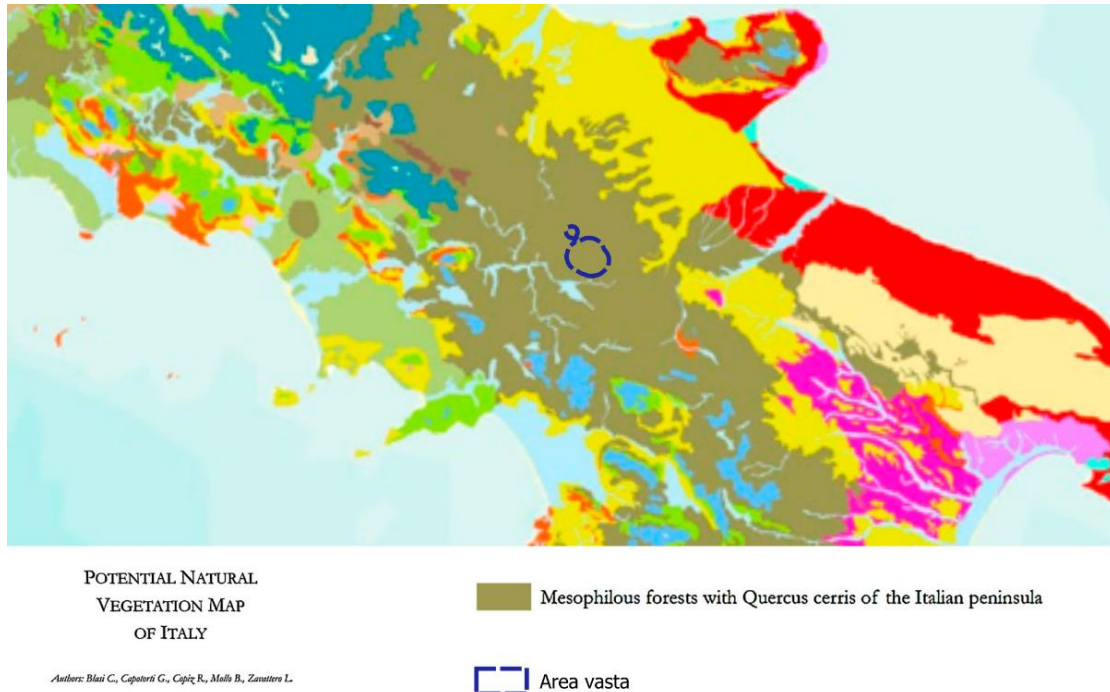 POTENTIAL NATURAL
VEGETATION MAP
OF ITALY
Authors: Blasi C., Capotorti G., Copiz R., Mollo B., Zavattero L.
Mesophilous forests with Quercus cerris of the Italian peninsula
Area vasta